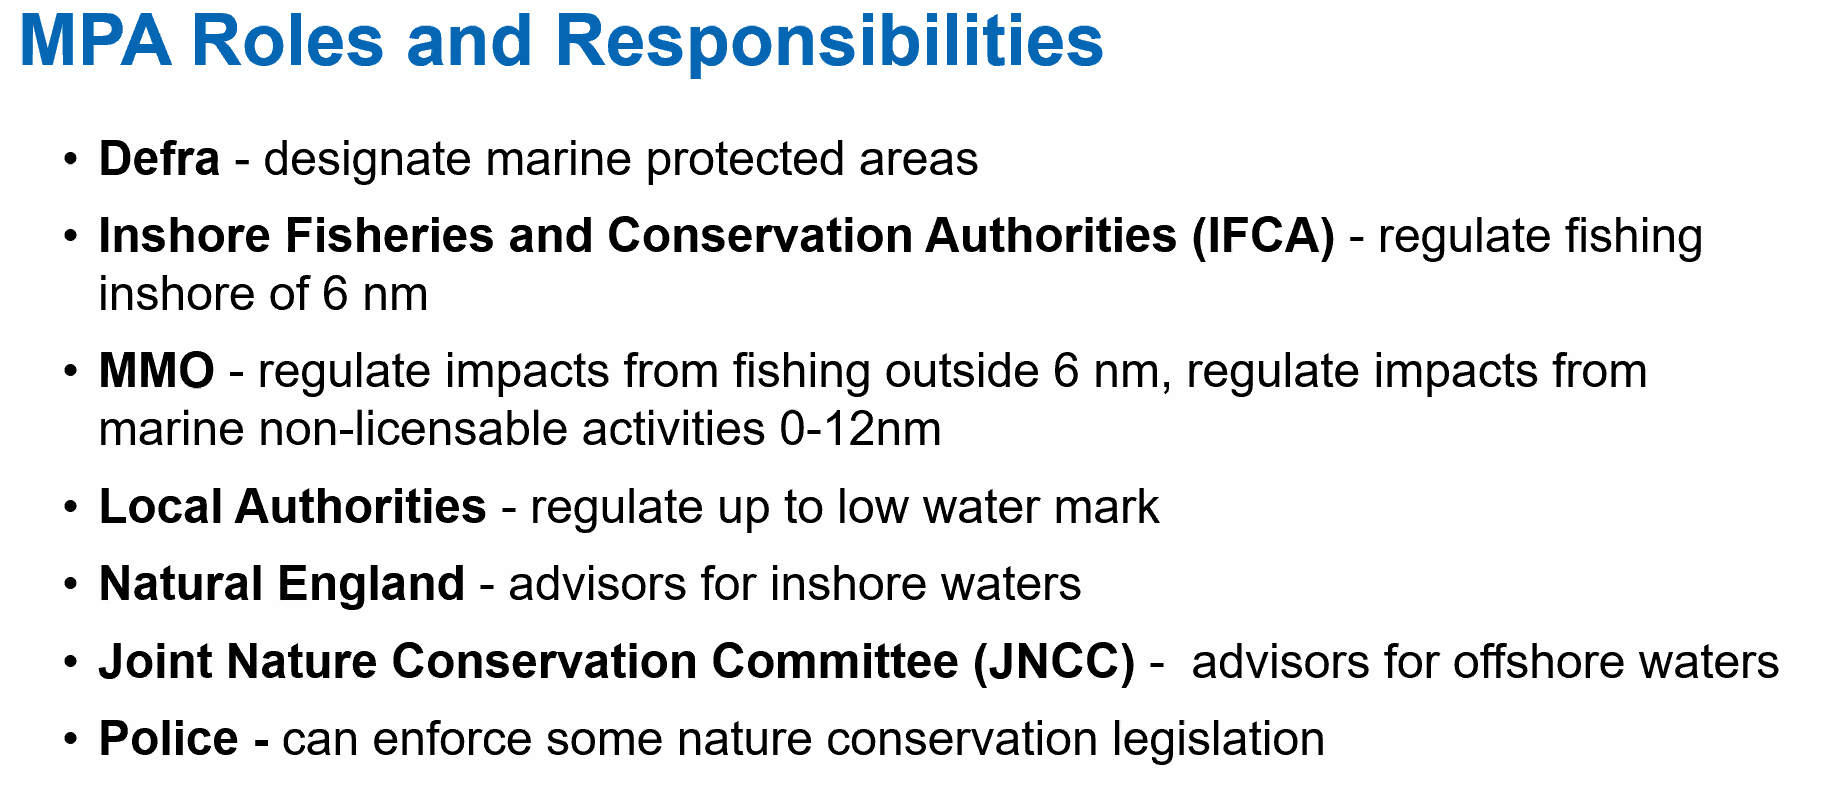 MPA Roles and Responsibilities
• Defra - designate marine protected areas
• Inshore Fisheries and Conservation Authorities (IFCA) - regulate fishing
inshore of 6 nm
• MMO - regulate impacts from fishing outside 6 nm, regulate impacts from
marine non-licensable activities 0-12nm
• Local Authorities - regulate up to low water mark
• Natural England - advisors for inshore waters
• Joint Nature Conservation Committee (JNCC) - advisors for offshore waters
• Police - can enforce some nature conservation legislation